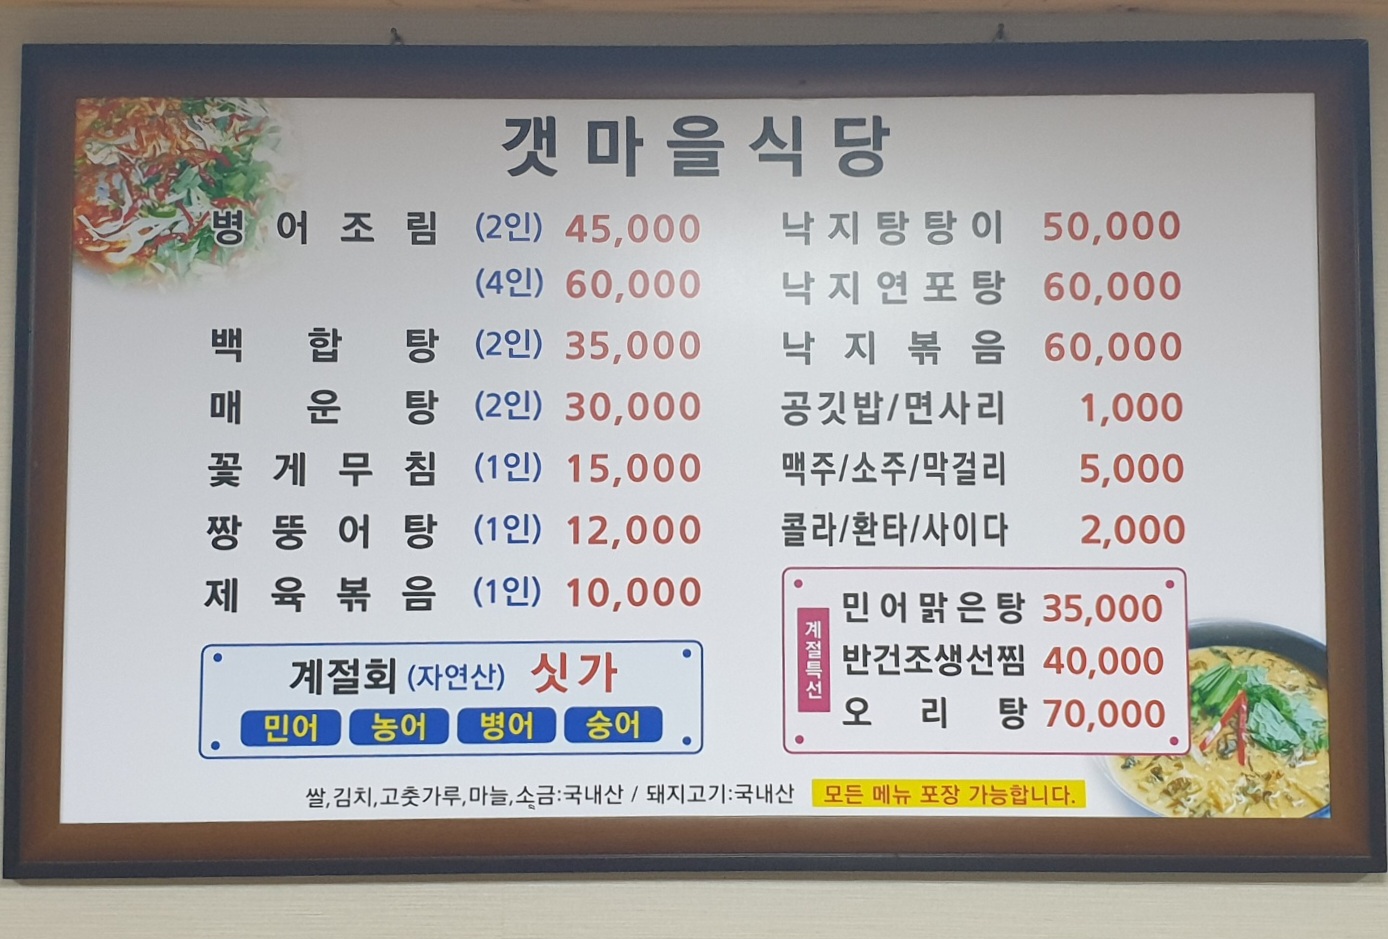 갯마을식당
병어조림 (2인) 45,000
(4인) 60,000
백합탕 (2인) 35,000
매운탕 (2인) 30,000
꽃게무침 (1인) 15,000
짱뚱어탕 (1인) 12,000
제육볶음 (1인) 10,000
계절회 (자연산) 싯가
민어 농어 병어 숭어
낙지탕탕이 50,000
낙지연포탕 60,000
낙지볶음 60,000
공깃밥/면사리 1,000
맥주/소주/막걸리 5,000
콜라/환타/사이다 2,000
계절특선
민어맑은탕 35,000
반건조생선찜 40,000
오리탕 70,000
쌀,김치,고춧가루,마늘,소금:국내산 / 돼지고기:국내산 모든 메뉴 포장 가능합니다.